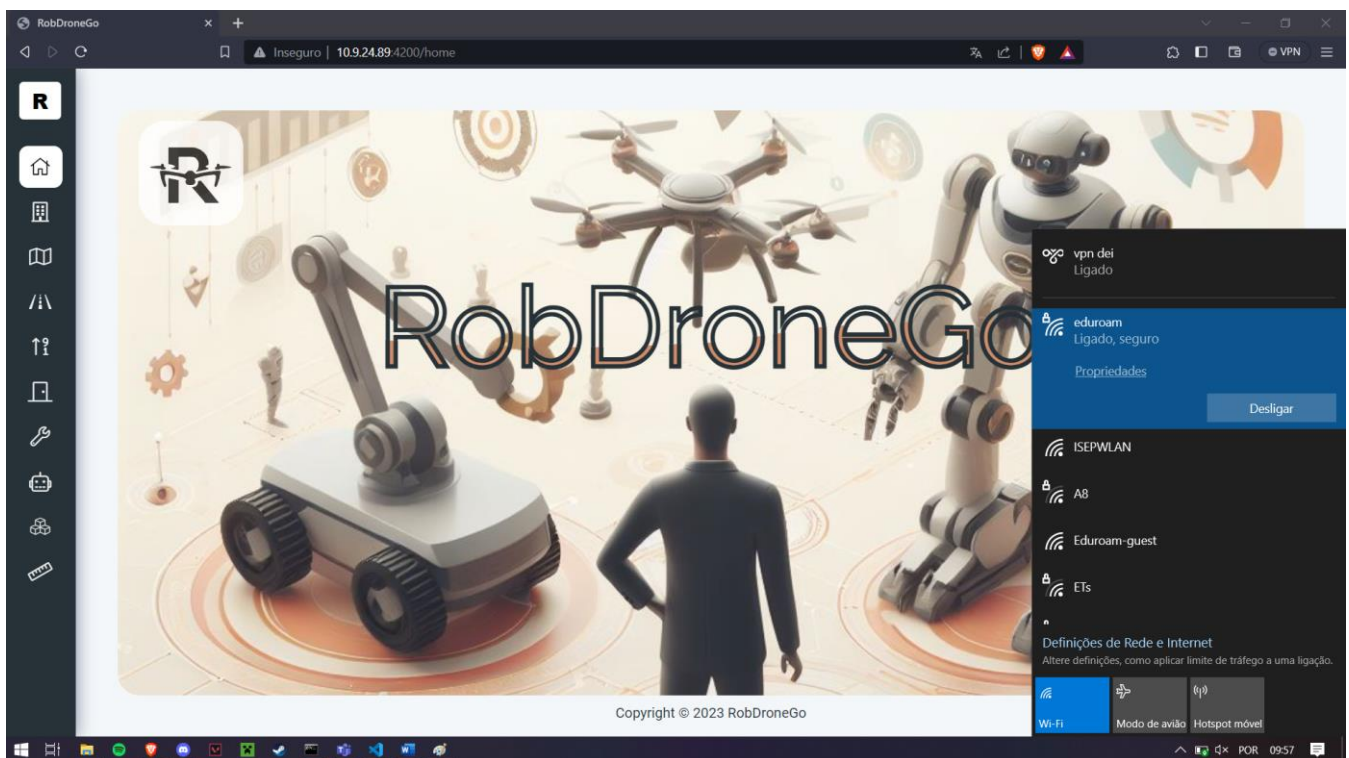 RobDroneGo
Inseguro | 10.9.24.89:4200/home
VPN
R
R
RobDroneGo
vpn dei
Ligado
eduroam
Ligado, seguro
Propriedades
Desligar
ISEPWLAN
A8
Eduroam-guest
ETs
Definições de Rede e Internet
Altere definições, como aplicar limite de tráfego a uma ligação.
Wi-Fi
Modo de avião
Hotspot móvel
Copyright © 2023 RobDroneGo
POR
09:57